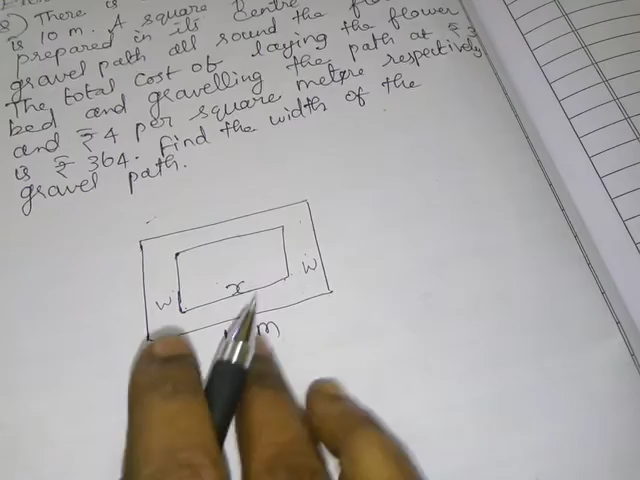 8) There is
is 10 m. A square
prepared in its Centre
gravel path all sound the
The total cost of laying the flower
bed and gravelling the path at ₹ 3
and ₹ 4 per square metre respectively
is ₹ 364. Find the width of the
gravel path.
W
x
W
m